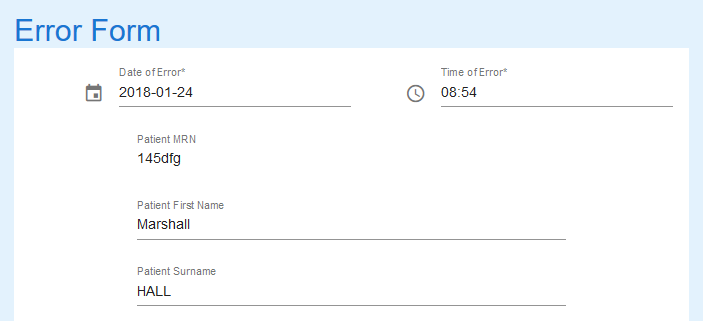 Error Form
Date of Error* Time of Error*
2018-01-24 08:54
Patient MRN
145dfg
Patient First Name
Marshall
Patient Surname
HALL